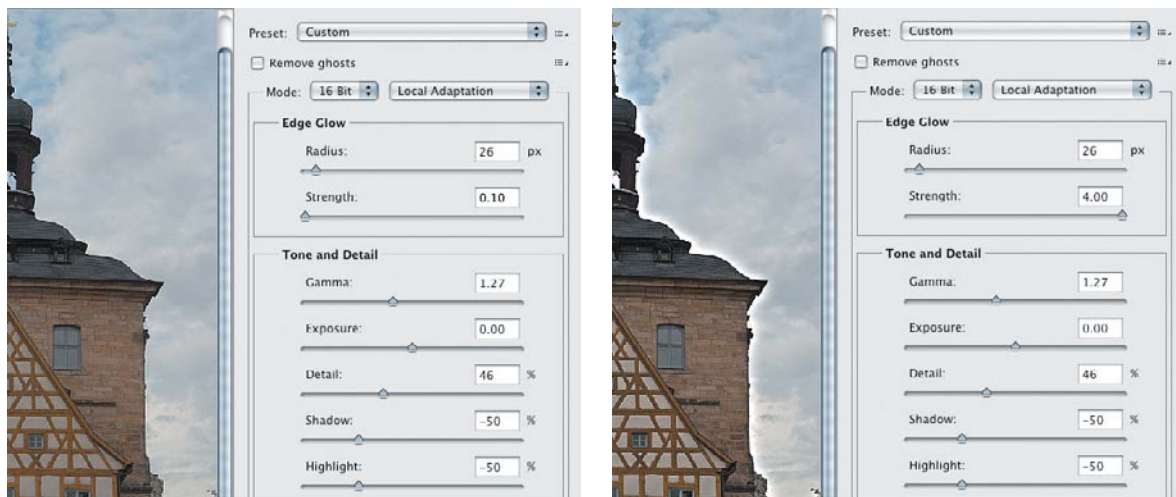 Preset: Custom
Remove ghosts
Mode: 16 Bit Local Adaptation
Edge Glow
Radius: 26 px
Strength: 0.10
Tone and Detail
Gamma: 1.27
Exposure: 0.00
Detail: 46 %
Shadow: -50 %
Highlight: -50 %
Preset: Custom
Remove ghosts
Mode: 16 Bit Local Adaptation
Edge Glow
Radius: 26 px
Strength: 4.00
Tone and Detail
Gamma: 1.27
Exposure: 0.00
Detail: 46 %
Shadow: -50 %
Highlight: -50 %